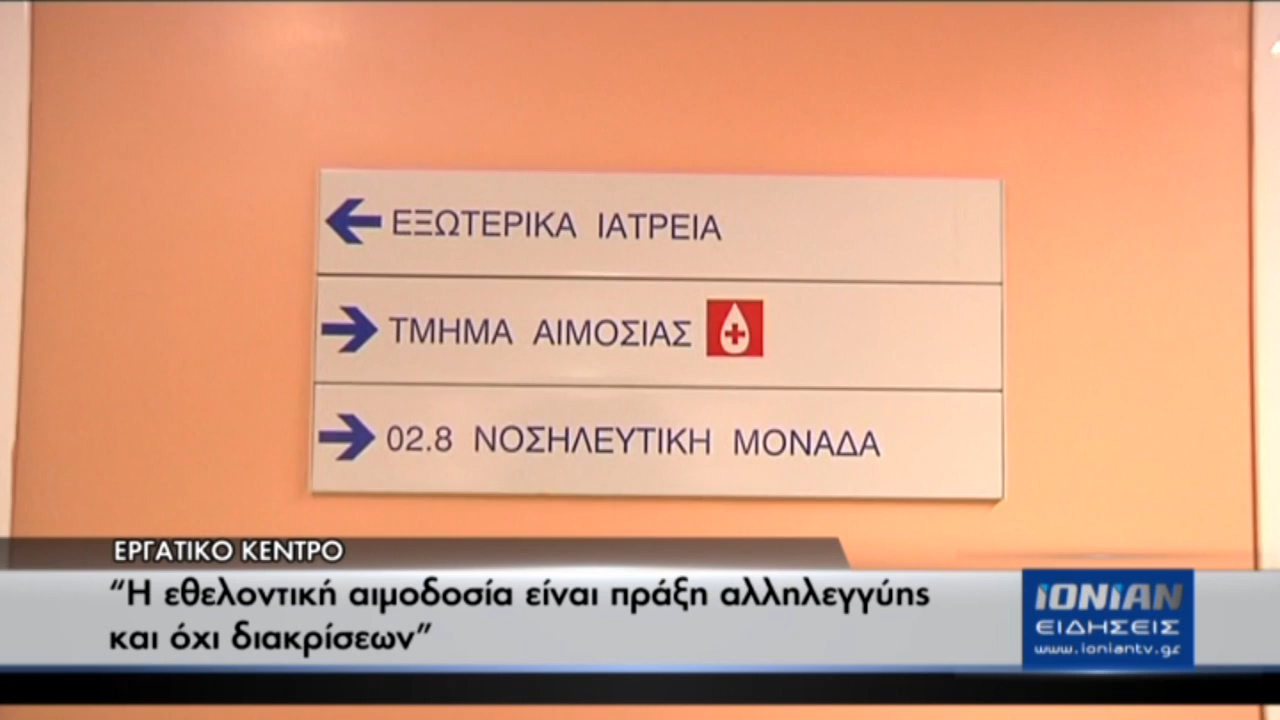 ΕΞΩΤΕΡΙΚΑ ΙΑΤΡΕΙΑ
ΤΜΗΜΑ ΑΙΜΟΣΙΑΣ
02.8 ΝΟΣΗΛΕΥΤΙΚΗ ΜΟΝΑΔΑ
ΕΡΓΑΤΙΚΟ ΚΕΝΤΡΟ
“Η εθελοντική αιμοδοσία είναι πράξη αλληλεγγύης
και όχι διακρίσεων”
IONIAN
ΕΙΔΗΣΕΙΣ
www.ioniantv.gr